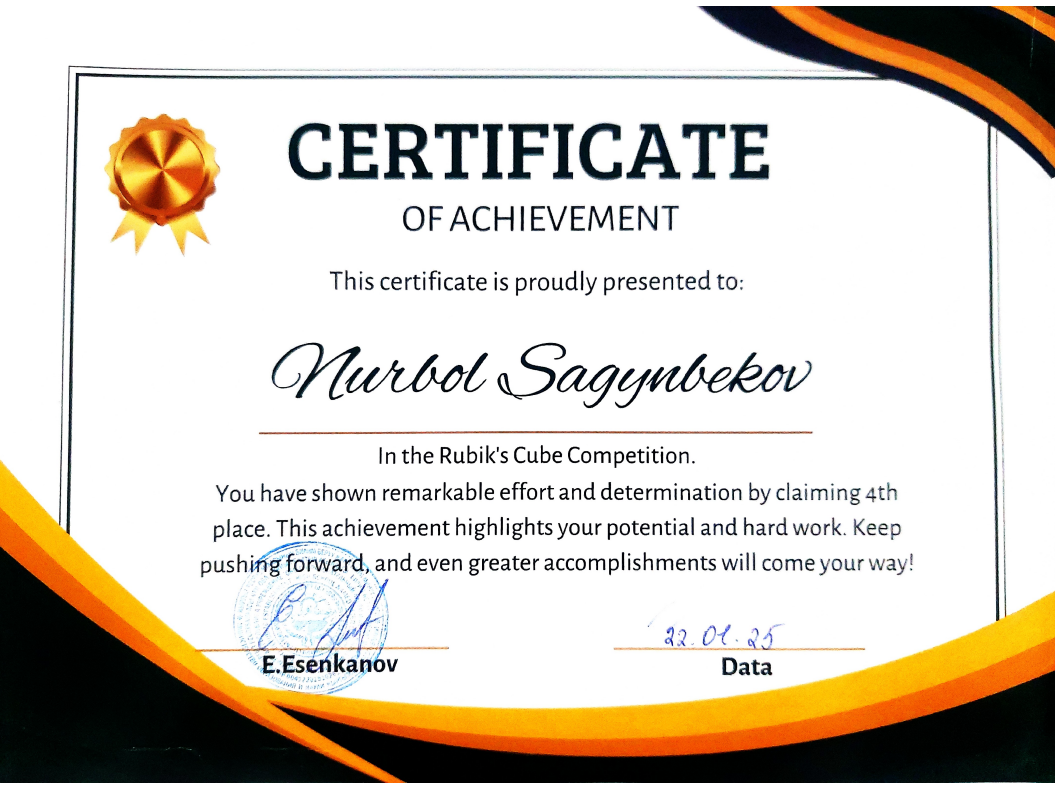 CERTIFICATE
OF ACHIEVEMENT
This certificate is proudly presented to:
Nurbol Sagynbekov
In the Rubik's Cube Competition.
You have shown remarkable effort and determination by claiming 4th
place. This achievement highlights your potential and hard work. Keep
pushing forward, and even greater accomplishments will come your way!
22.01.25
E.Esenkanov
Data